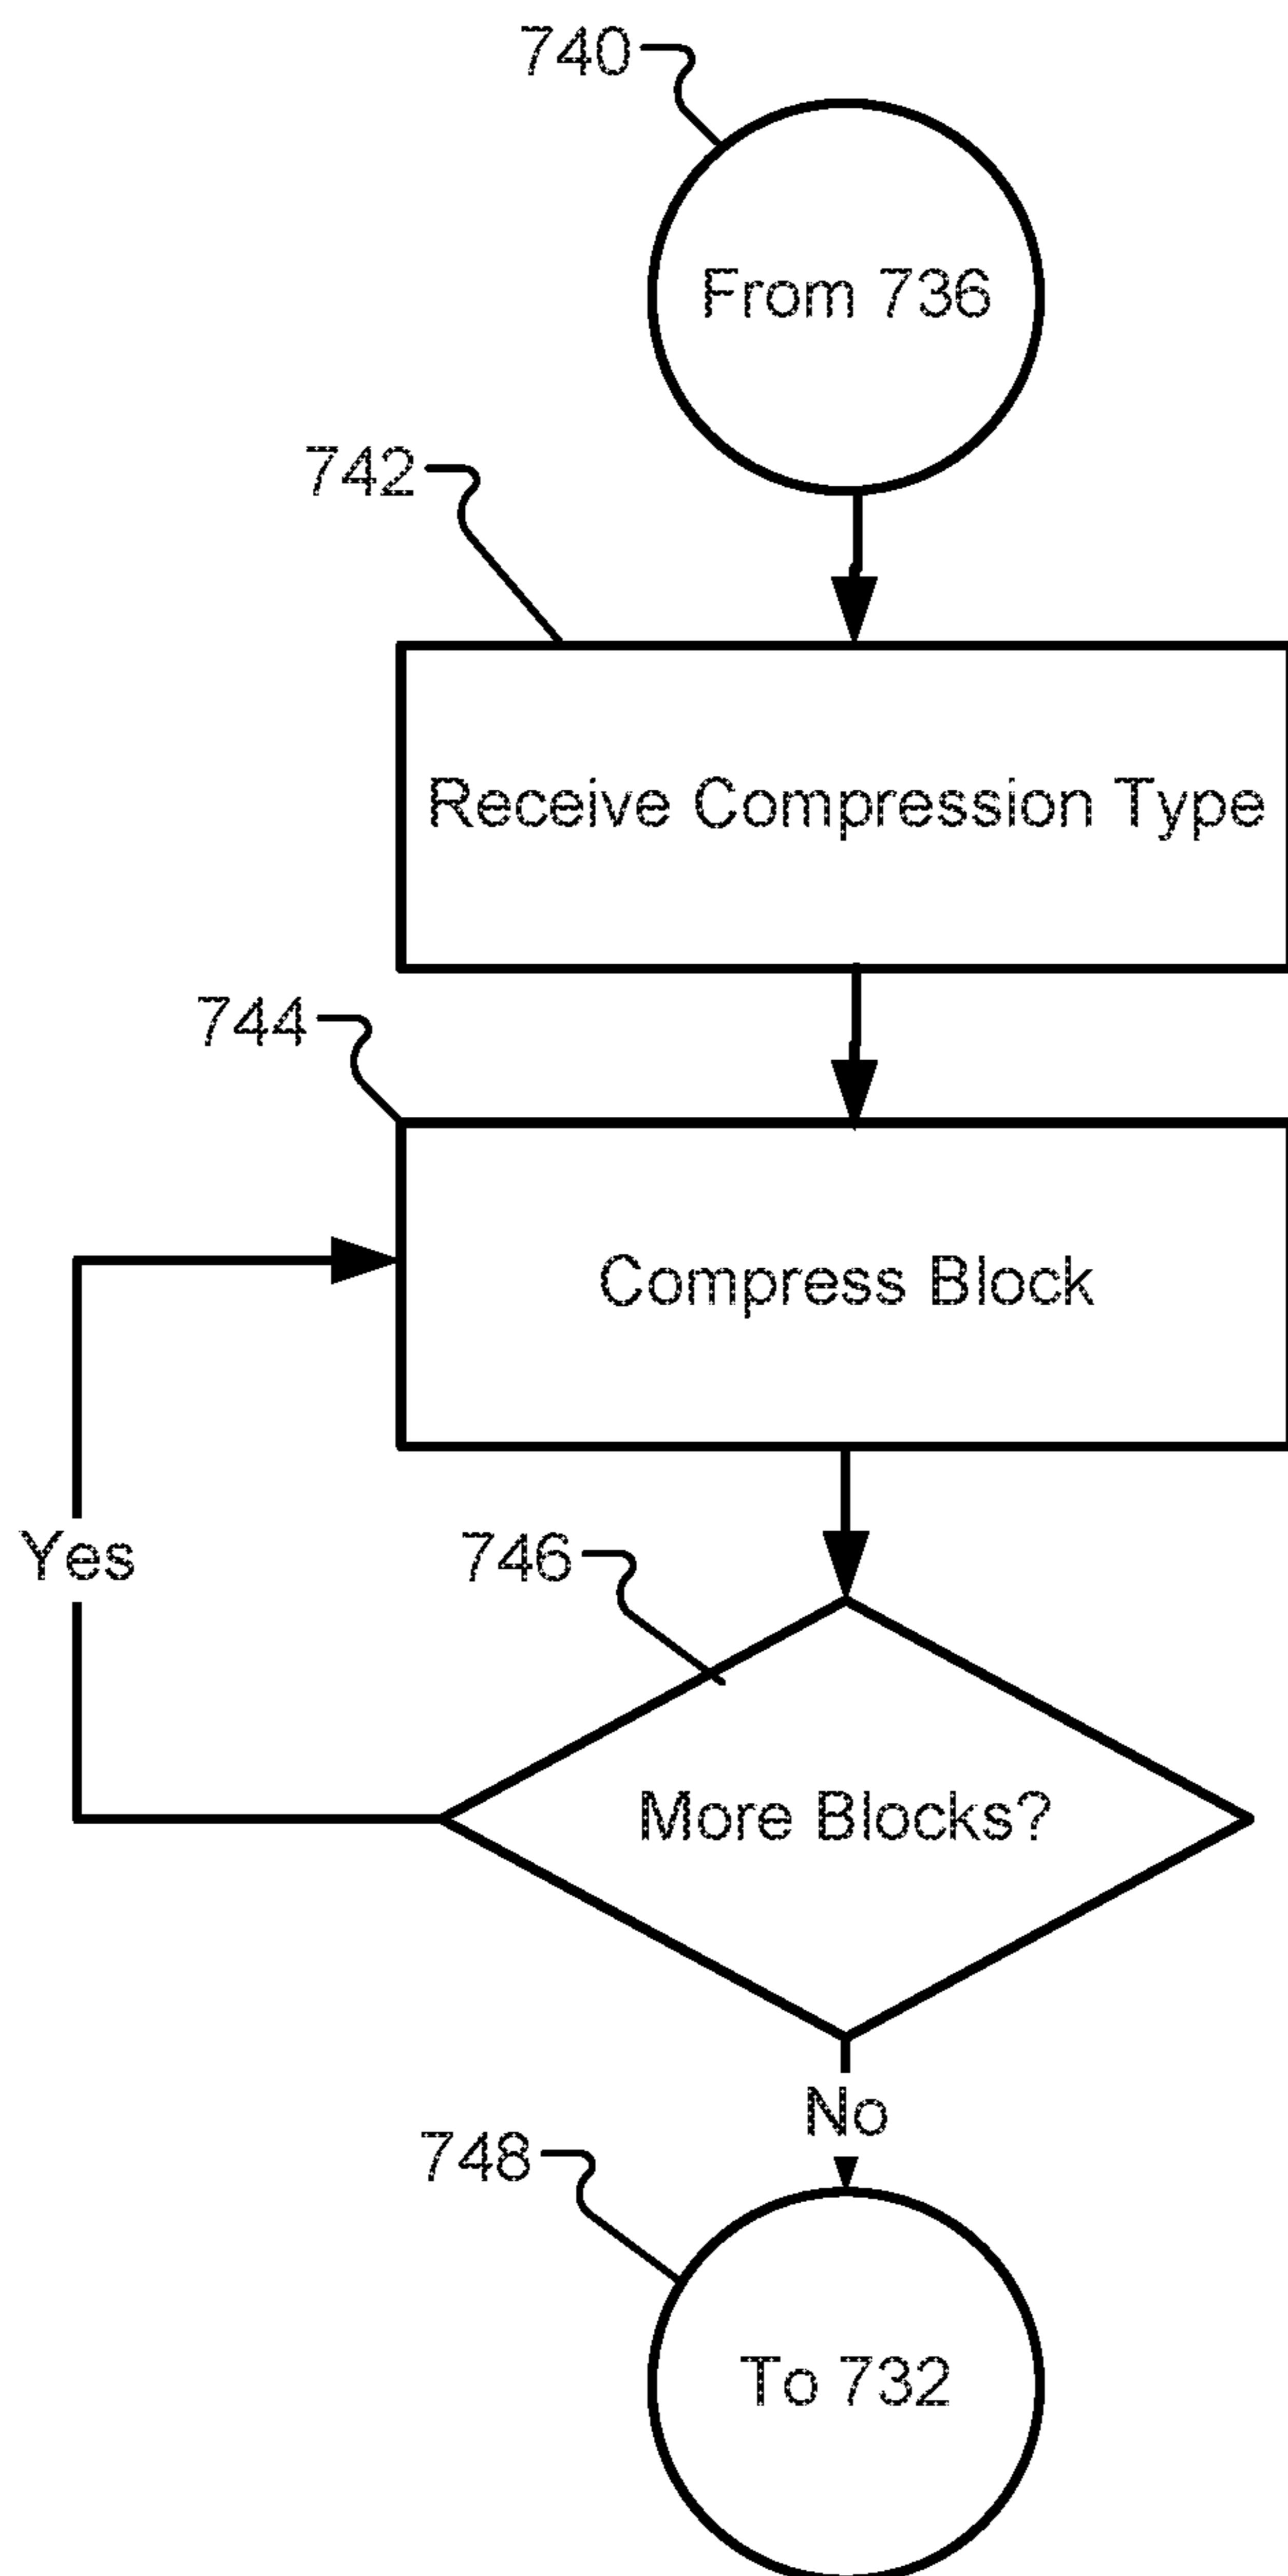 740
From 736
742
Receive Compression Type
744
Compress Block
Yes
746
More Blocks?
No
748
To 732